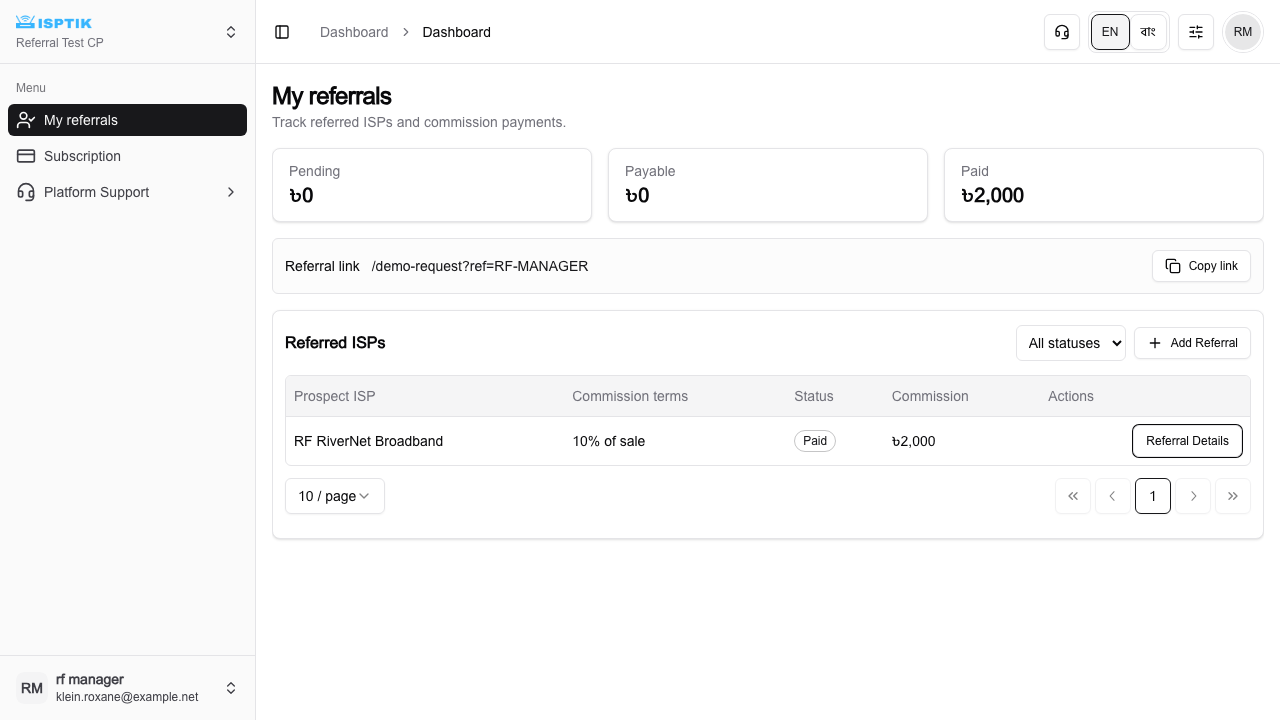 ISPTIK
Referral Test CP
Dashboard
Dashboard
EN
বাং
RM
Menu
My referrals
Subscription
Platform Support
My referrals
Track referred ISPs and commission payments.
Pending
৳0
Payable
৳0
Paid
৳2,000
Referral link /demo-request?ref=RF-MANAGER
Copy link
Referred ISPs
All statuses
Add Referral
Prospect ISP Commission terms Status Commission Actions
RF RiverNet Broadband 10% of sale Paid ৳2,000 Referral Details
10 / page
1
RM
rf manager
klein.roxane@example.net